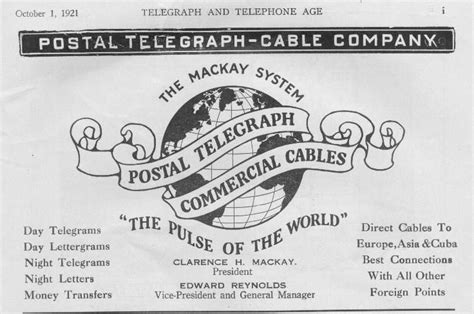 October 1, 1921 TELEGRAPH AND TELEPHONE AGE i
POSTAL TELEGRAPH-CABLE COMPANY
THE MACKAY SYSTEM
POSTAL TELEGRAPH
COMMERCIAL CABLES
"THE PULSE OF THE WORLD"
CLARENCE H. MACKAY,
President
EDWARD REYNOLDS
Vice-President and General Manager
Day Telegrams
Day Lettergrams
Night Telegrams
Night Letters
Money Transfers
Direct Cables To
Europe, Asia & Cuba
Best Connections
With All Other
Foreign Points